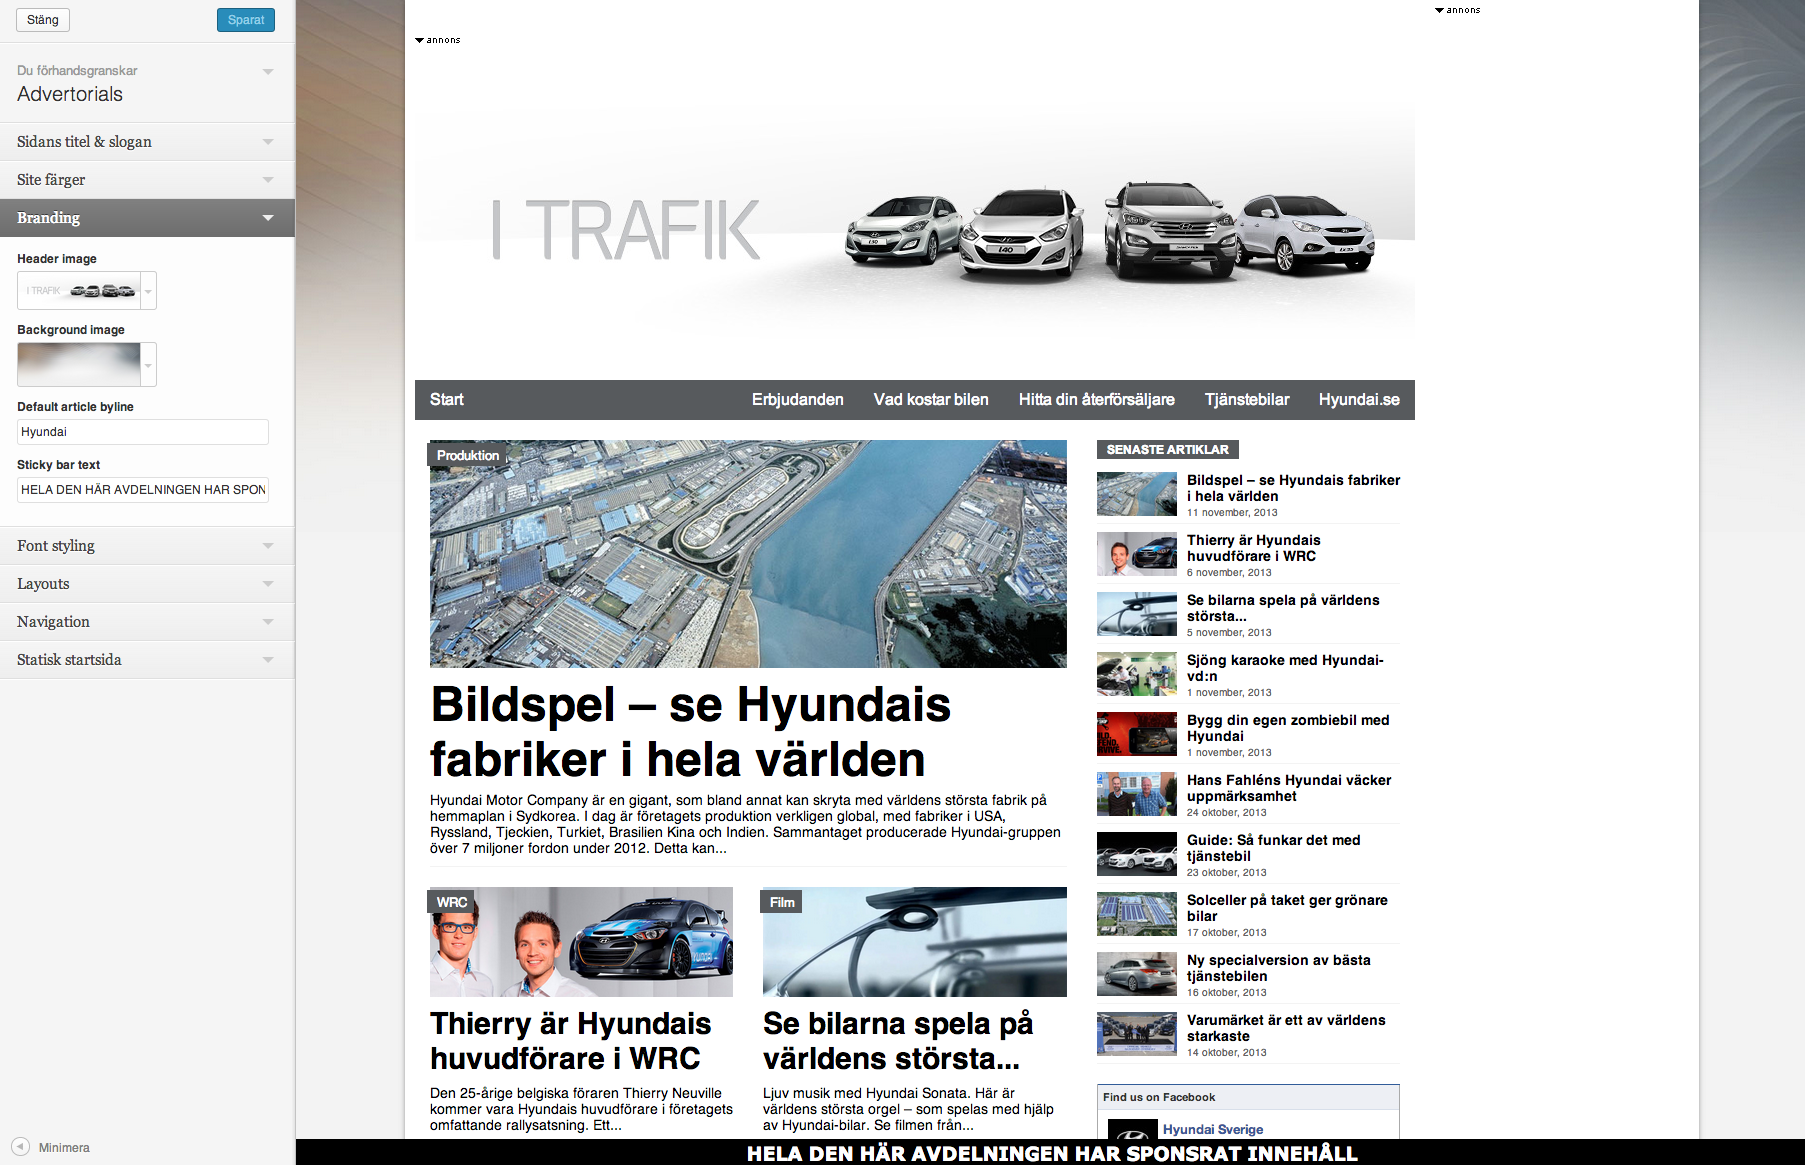 Stäng
Sparat
Du förhandsgranskar
Advertorials
Sidans titel & slogan
Site färger
Branding
Header image
I TRAFIK
Background image
Default article byline
Hyundai
Sticky bar text
HELA DEN HÄR AVDELNINGEN HAR SPON
Font styling
Layouts
Navigation
Statisk startsida
Minimera
annons
annons
I TRAFIK
i30
i40
ix35
Start
Erbjudanden
Vad kostar bilen
Hitta din återförsäljare
Tjänstebilar
Hyundai.se
Produktion
Bildspel – se Hyundais
fabriker i hela världen
Hyundai Motor Company är en gigant, som bland annat kan skryta med världens största fabrik på
hemmaplan i Sydkorea. I dag är företagets produktion verkligen global, med fabriker i USA,
Ryssland, Tjeckien, Turkiet, Brasilien Kina och Indien. Sammantaget producerade Hyundai-gruppen
över 7 miljoner fordon under 2012. Detta kan...
WRC
HYUNDAI
Thierry är Hyundais
huvudförare i WRC
Den 25-årige belgiska föraren Thierry Neuville
kommer vara Hyundais huvudförare i företagets
omfattande rallysatsning. Ett...
Film
Se bilarna spela på
världens största...
Ljuv musik med Hyundai Sonata. Här är
världens största orgel – som spelas med hjälp
av Hyundai-bilar. Se filmen från...
SENASTE ARTIKLAR
Bildspel – se Hyundais fabriker
i hela världen
11 november, 2013
Thierry är Hyundais
huvudförare i WRC
6 november, 2013
Se bilarna spela på världens
största...
5 november, 2013
Sjöng karaoke med Hyundai-
vd:n
1 november, 2013
Bygg din egen zombiebil med
Hyundai
1 november, 2013
Hans Fahléns Hyundai väcker
uppmärksamhet
24 oktober, 2013
Guide: Så funkar det med
tjänstebil
23 oktober, 2013
Solceller på taket ger grönare
bilar
17 oktober, 2013
Ny specialversion av bästa
tjänstebilen
16 oktober, 2013
Varumärket är ett av världens
starkaste
14 oktober, 2013
Find us on Facebook
Hyundai Sverige
HELA DEN HÄR AVDELNINGEN HAR SPONSRAT INNEHÅLL